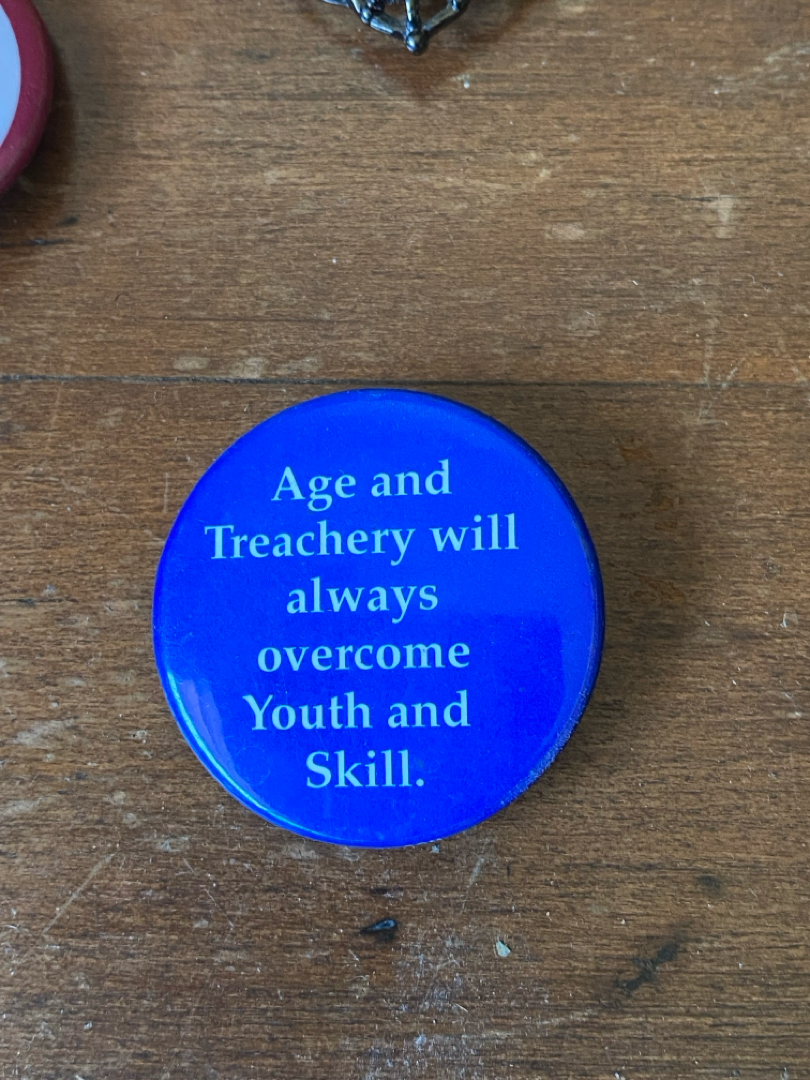 Age and
Treachery will
always
overcome
Youth and
Skill.